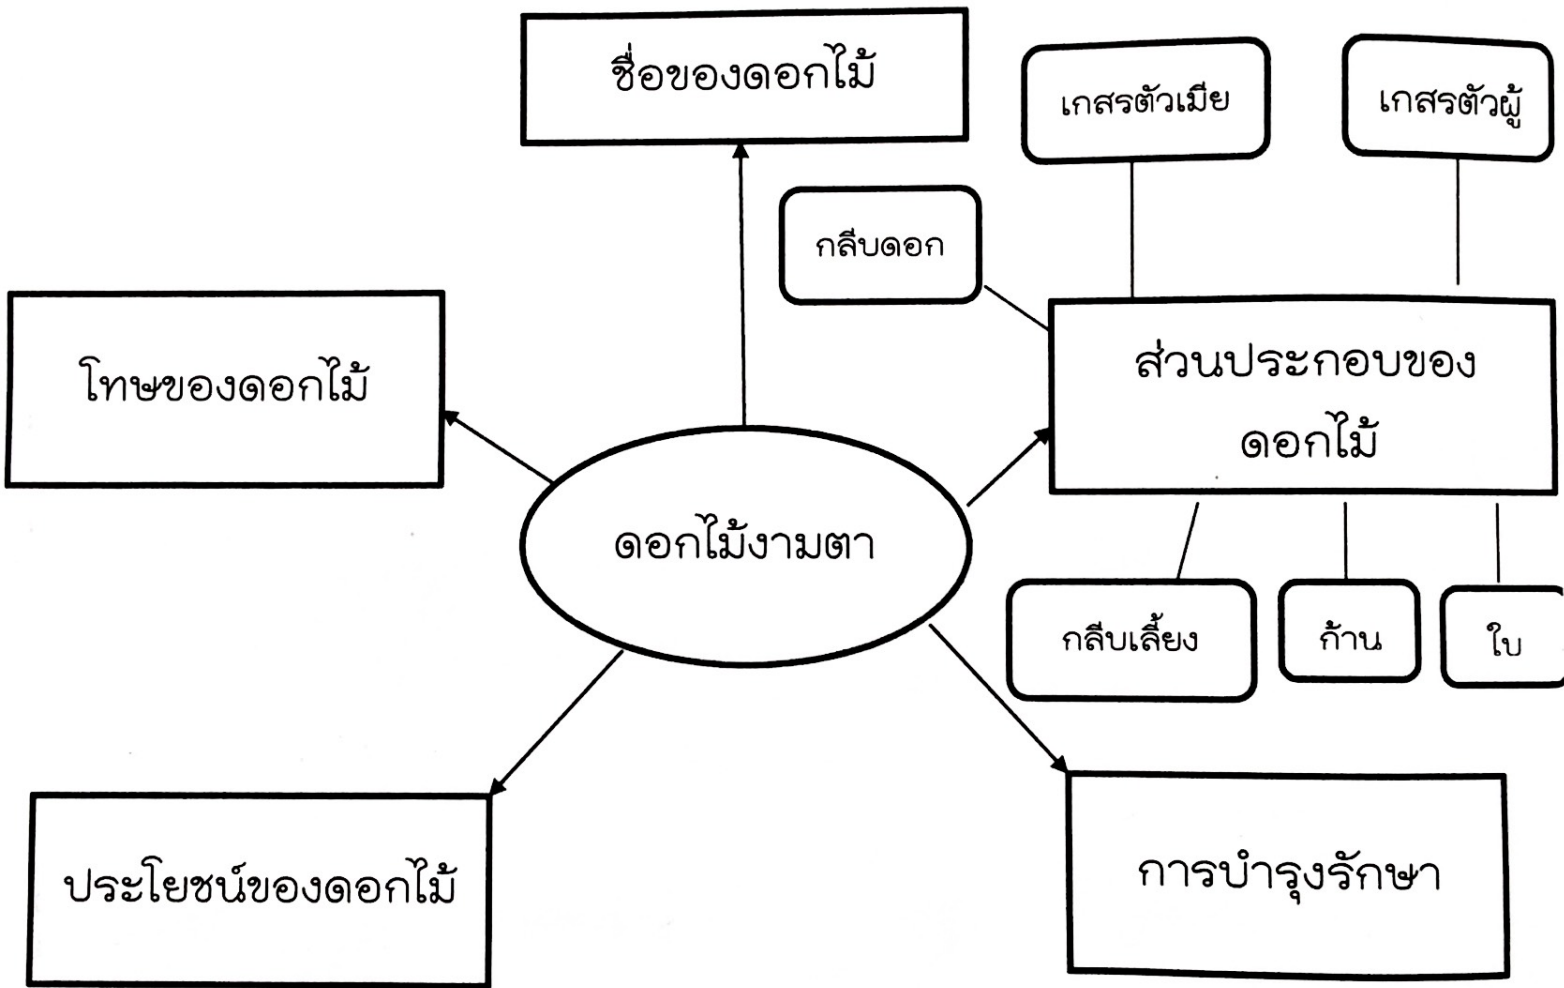 ชื่อของดอกไม้
เกสรตัวเมีย
เกสรตัวผู้
กลีบดอก
โทษของดอกไม้
ส่วนประกอบของ
ดอกไม้
ดอกไม้งามตา
กลีบเลี้ยง
ก้าน
ใบ
ประโยชน์ของดอกไม้
การบำรุงรักษา